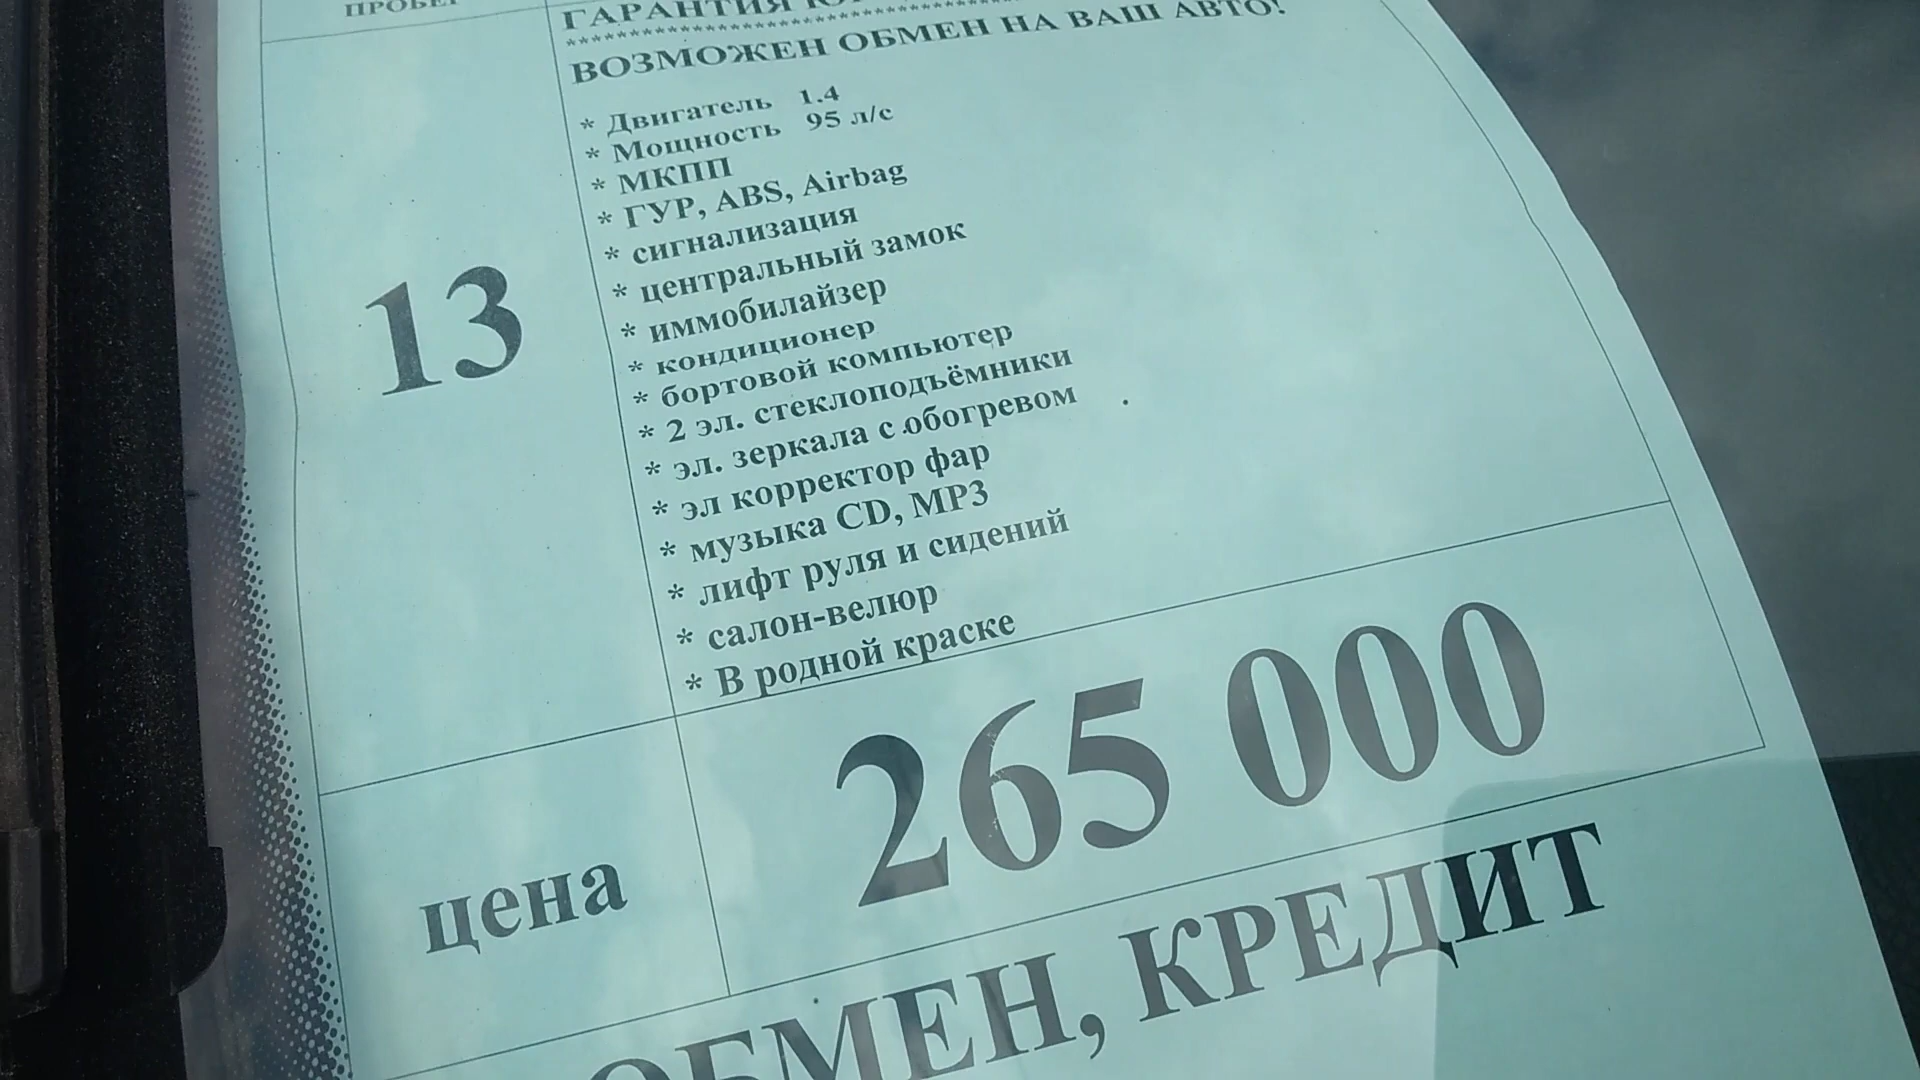 ПРОБЕГ
ГАРАНТИЯ
****************************************
ВОЗМОЖЕН ОБМЕН НА ВАШ АВТО!
* Двигатель 1.4
* Мощность 95 л/с
* МКПП
* ГУР, ABS, Airbag
* сигнализация
* центральный замок
* иммобилайзер
* кондиционер
* бортовой компьютер
* 2 эл. стеклоподъёмники
* эл. зеркала с обогревом
* эл корректор фар
* музыка CD, MP3
* лифт руля и сидений
* салон-велюр
* В родной краске
13
цена
265 000
ОБМЕН, КРЕДИТ